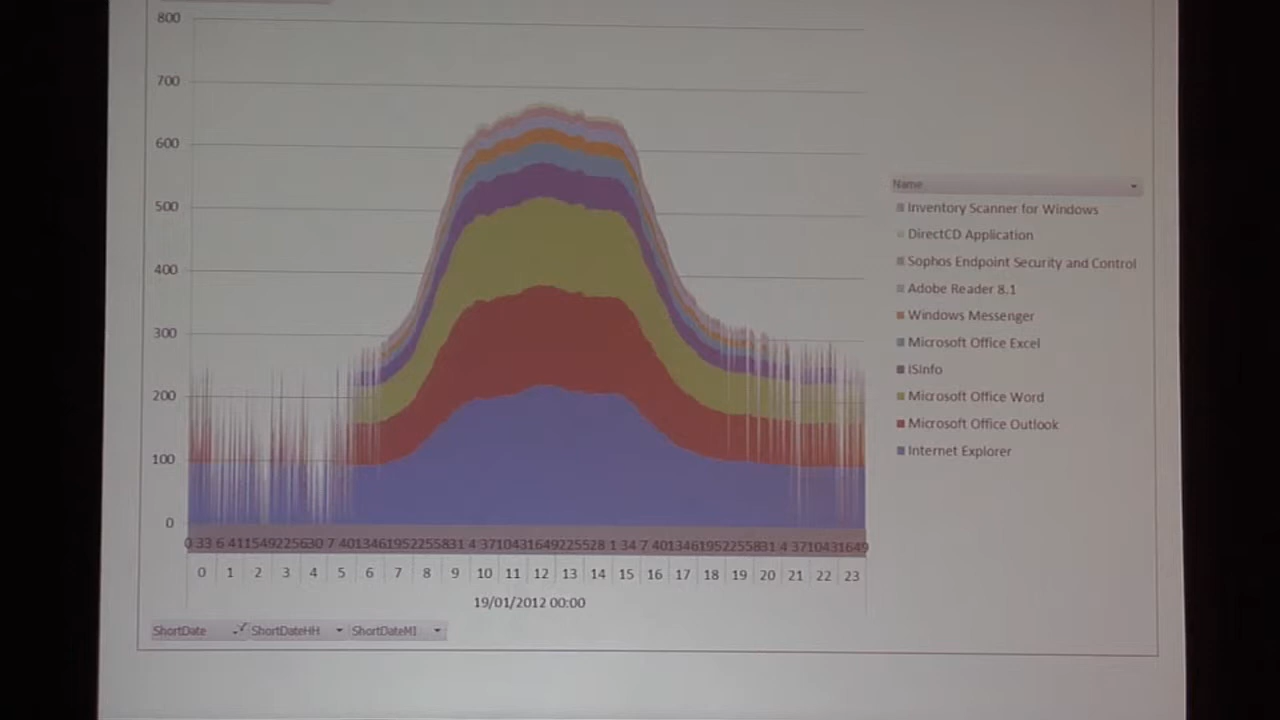 800
700
600
500
400
300
200
100
0
0 1 2 3 4 5 6 7 8 9 10 11 12 13 14 15 16 17 18 19 20 21 22 23
19/01/2012 00:00
ShortDate ShortDateHH ShortDateMI
Name
Inventory Scanner for Windows
DirectCD Application
Sophos Endpoint Security and Control
Adobe Reader 8.1
Windows Messenger
Microsoft Office Excel
ISInfo
Microsoft Office Word
Microsoft Office Outlook
Internet Explorer